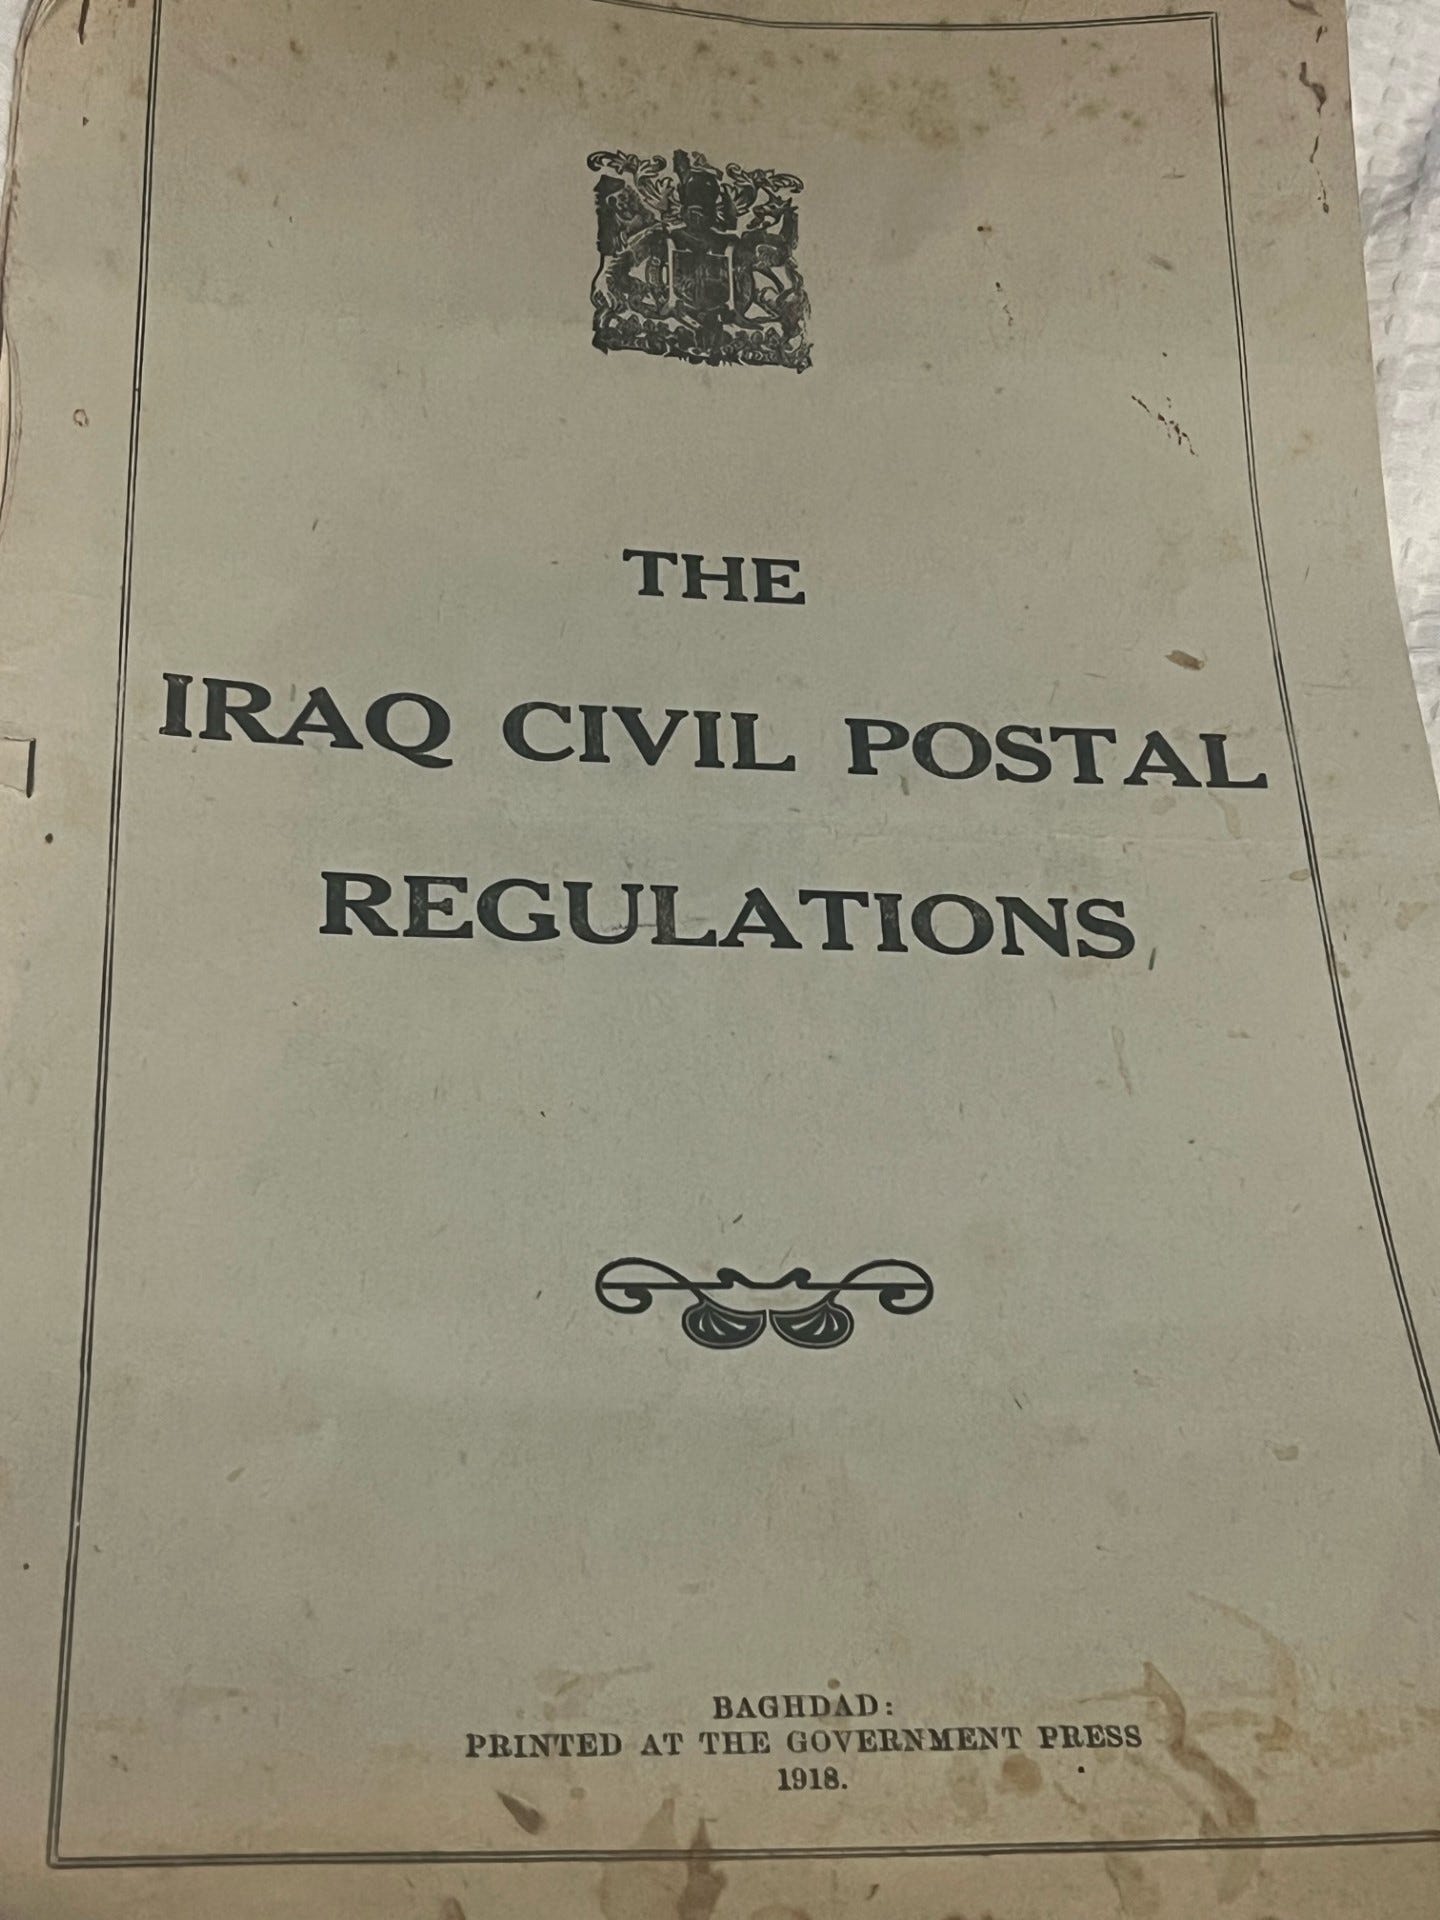 THE
IRAQ CIVIL POSTAL
REGULATIONS
BAGHDAD:
PRINTED AT THE GOVERNMENT PRESS
1918.